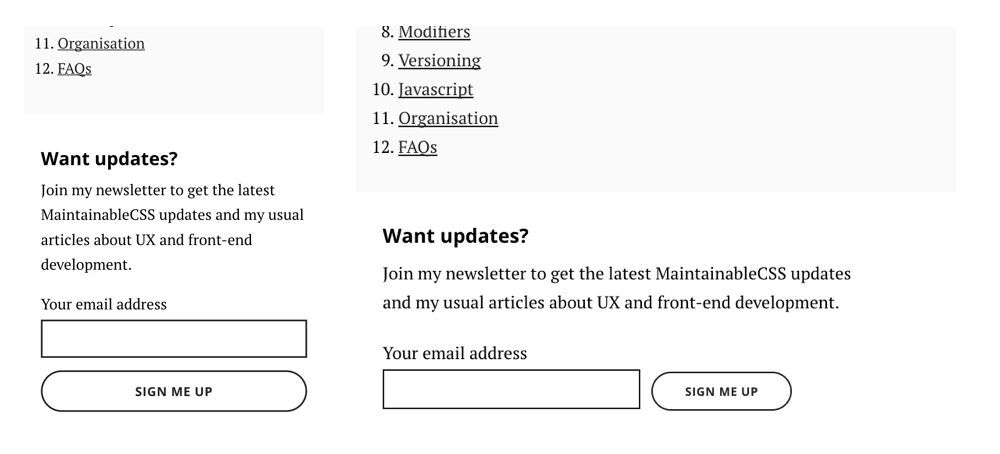 11. Organisation
12. FAQs
Want updates?
Join my newsletter to get the latest
MaintainableCSS updates and my usual
articles about UX and front-end
development.
Your email address
SIGN ME UP
8. Modifiers
9. Versioning
10. Javascript
11. Organisation
12. FAQs
Want updates?
Join my newsletter to get the latest MaintainableCSS updates
and my usual articles about UX and front-end development.
Your email address
SIGN ME UP